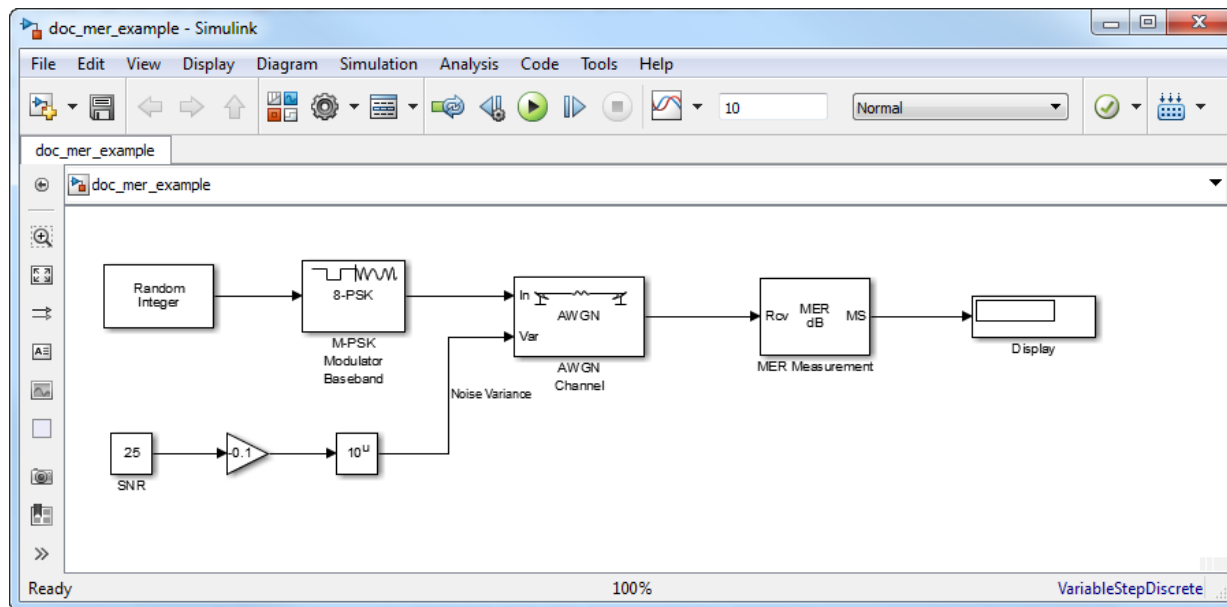 doc_mer_example - Simulink
File Edit View Display Diagram Simulation Analysis Code Tools Help
10 Normal
doc_mer_example
doc_mer_example
Random
Integer
8-PSK
M-PSK
Modulator
Baseband
In
AWGN
Var
AWGN
Channel
Rcv MER MS
dB
MER Measurement
Display
Noise Variance
25
SNR
-0.1
10ᵘ
Ready 100% VariableStepDiscrete